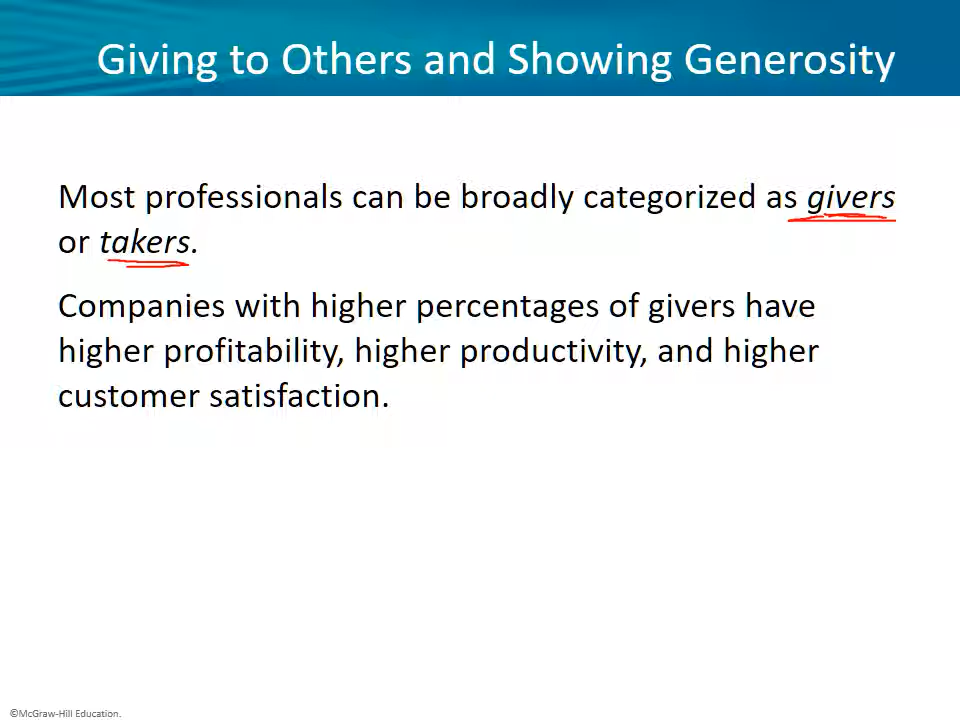 Giving to Others and Showing Generosity
Most professionals can be broadly categorized as givers
or takers.
Companies with higher percentages of givers have
higher profitability, higher productivity, and higher
customer satisfaction.
©McGraw-Hill Education.